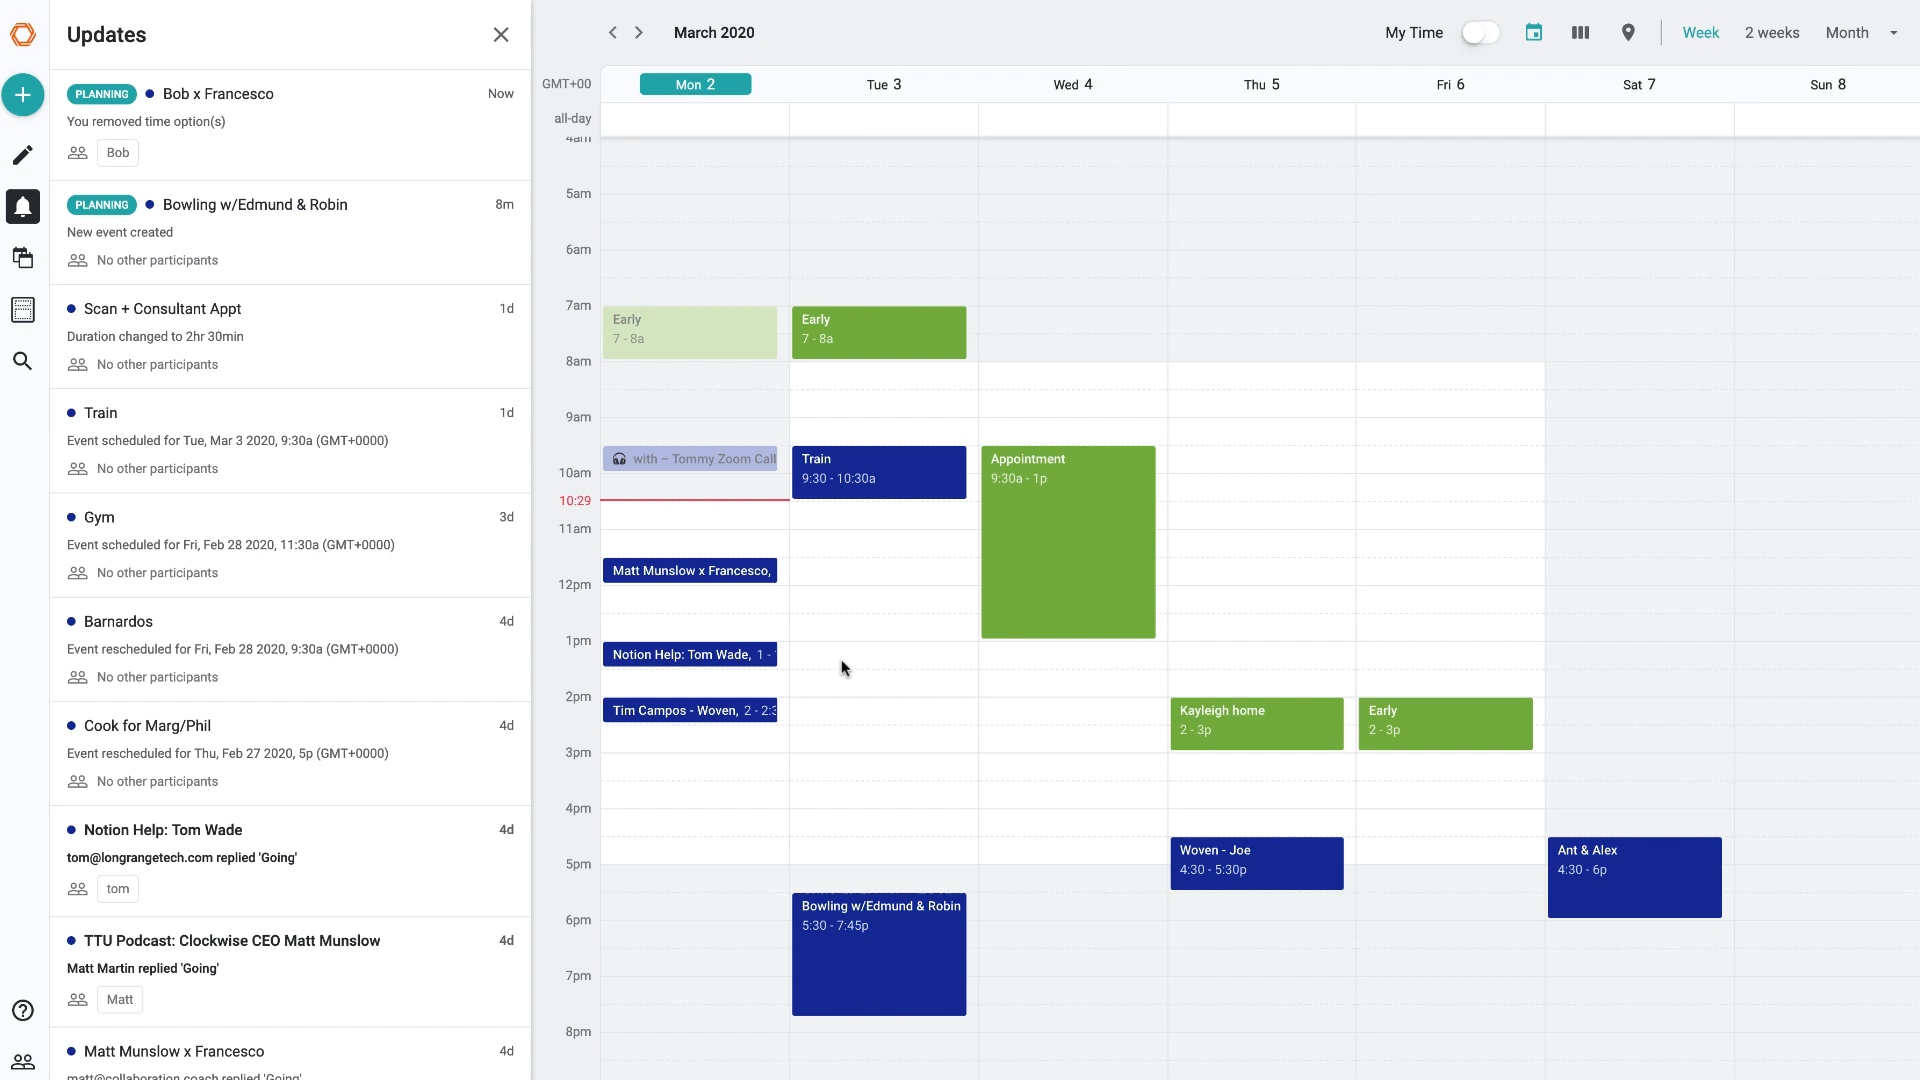 Updates
PLANNING Bob x Francesco Now
You removed time option(s)
Bob
PLANNING Bowling w/Edmund & Robin 8m
New event created
No other participants
Scan + Consultant Appt 1d
Duration changed to 2hr 30min
No other participants
Train 1d
Event scheduled for Tue, Mar 3 2020, 9:30a (GMT+0000)
No other participants
Gym 3d
Event scheduled for Fri, Feb 28 2020, 11:30a (GMT+0000)
No other participants
Barnardos 4d
Event rescheduled for Fri, Feb 28 2020, 9:30a (GMT+0000)
No other participants
Cook for Marg/Phil 4d
Event rescheduled for Thu, Feb 27 2020, 5p (GMT+0000)
No other participants
Notion Help: Tom Wade 4d
tom@longrangetech.com replied 'Going'
tom
TTU Podcast: Clockwise CEO Matt Munslow 4d
Matt Martin replied 'Going'
Matt
Matt Munslow x Francesco 4d
matt@collaboration.coach replied 'Going'
March 2020
My Time
Week
2 weeks
Month
GMT+00 Mon 2 Tue 3 Wed 4 Thu 5 Fri 6 Sat 7 Sun 8
all-day
4am
5am
6am
7am
8am
9am
10am
10:29
11am
12pm
1pm
2pm
3pm
4pm
5pm
6pm
7pm
8pm
Early
7 - 8a
with – Tommy Zoom Call
Matt Munslow x Francesco,
Notion Help: Tom Wade, 1 -
Tim Campos - Woven, 2 - 2:3
Early
7 - 8a
Train
9:30 - 10:30a
Bowling w/Edmund & Robin
5:30 - 7:45p
Appointment
9:30a - 1p
Kayleigh home
2 - 3p
Woven - Joe
4:30 - 5:30p
Early
2 - 3p
Ant & Alex
4:30 - 6p